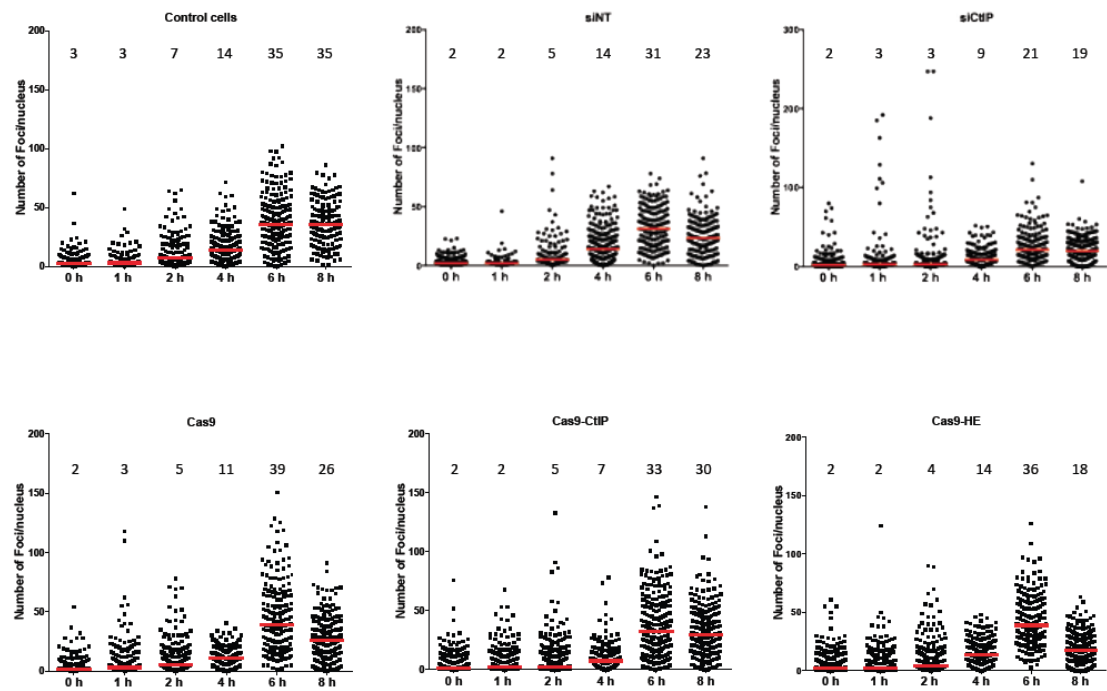 Control cells
200
150
100
50
0
Number of Foci/nucleus
3 3 7 14 35 35
0 h 1 h 2 h 4 h 6 h 8 h
siNT
200
150
100
50
0
Number of Foci/nucleus
2 2 5 14 31 23
0 h 1 h 2 h 4 h 6 h 8 h
siCtIP
300
200
100
0
Number of Foci/nucleus
2 3 3 9 21 19
0 h 1 h 2 h 4 h 6 h 8 h
Cas9
200
150
100
50
0
Number of Foci/nucleus
2 3 5 11 39 26
0 h 1 h 2 h 4 h 6 h 8 h
Cas9-CtIP
200
150
100
50
0
Number of Foci/nucleus
2 2 5 7 33 30
0 h 1 h 2 h 4 h 6 h 8 h
Cas9-HE
200
150
100
50
0
Number of Foci/nucleus
2 2 4 14 36 18
0 h 1 h 2 h 4 h 6 h 8 h